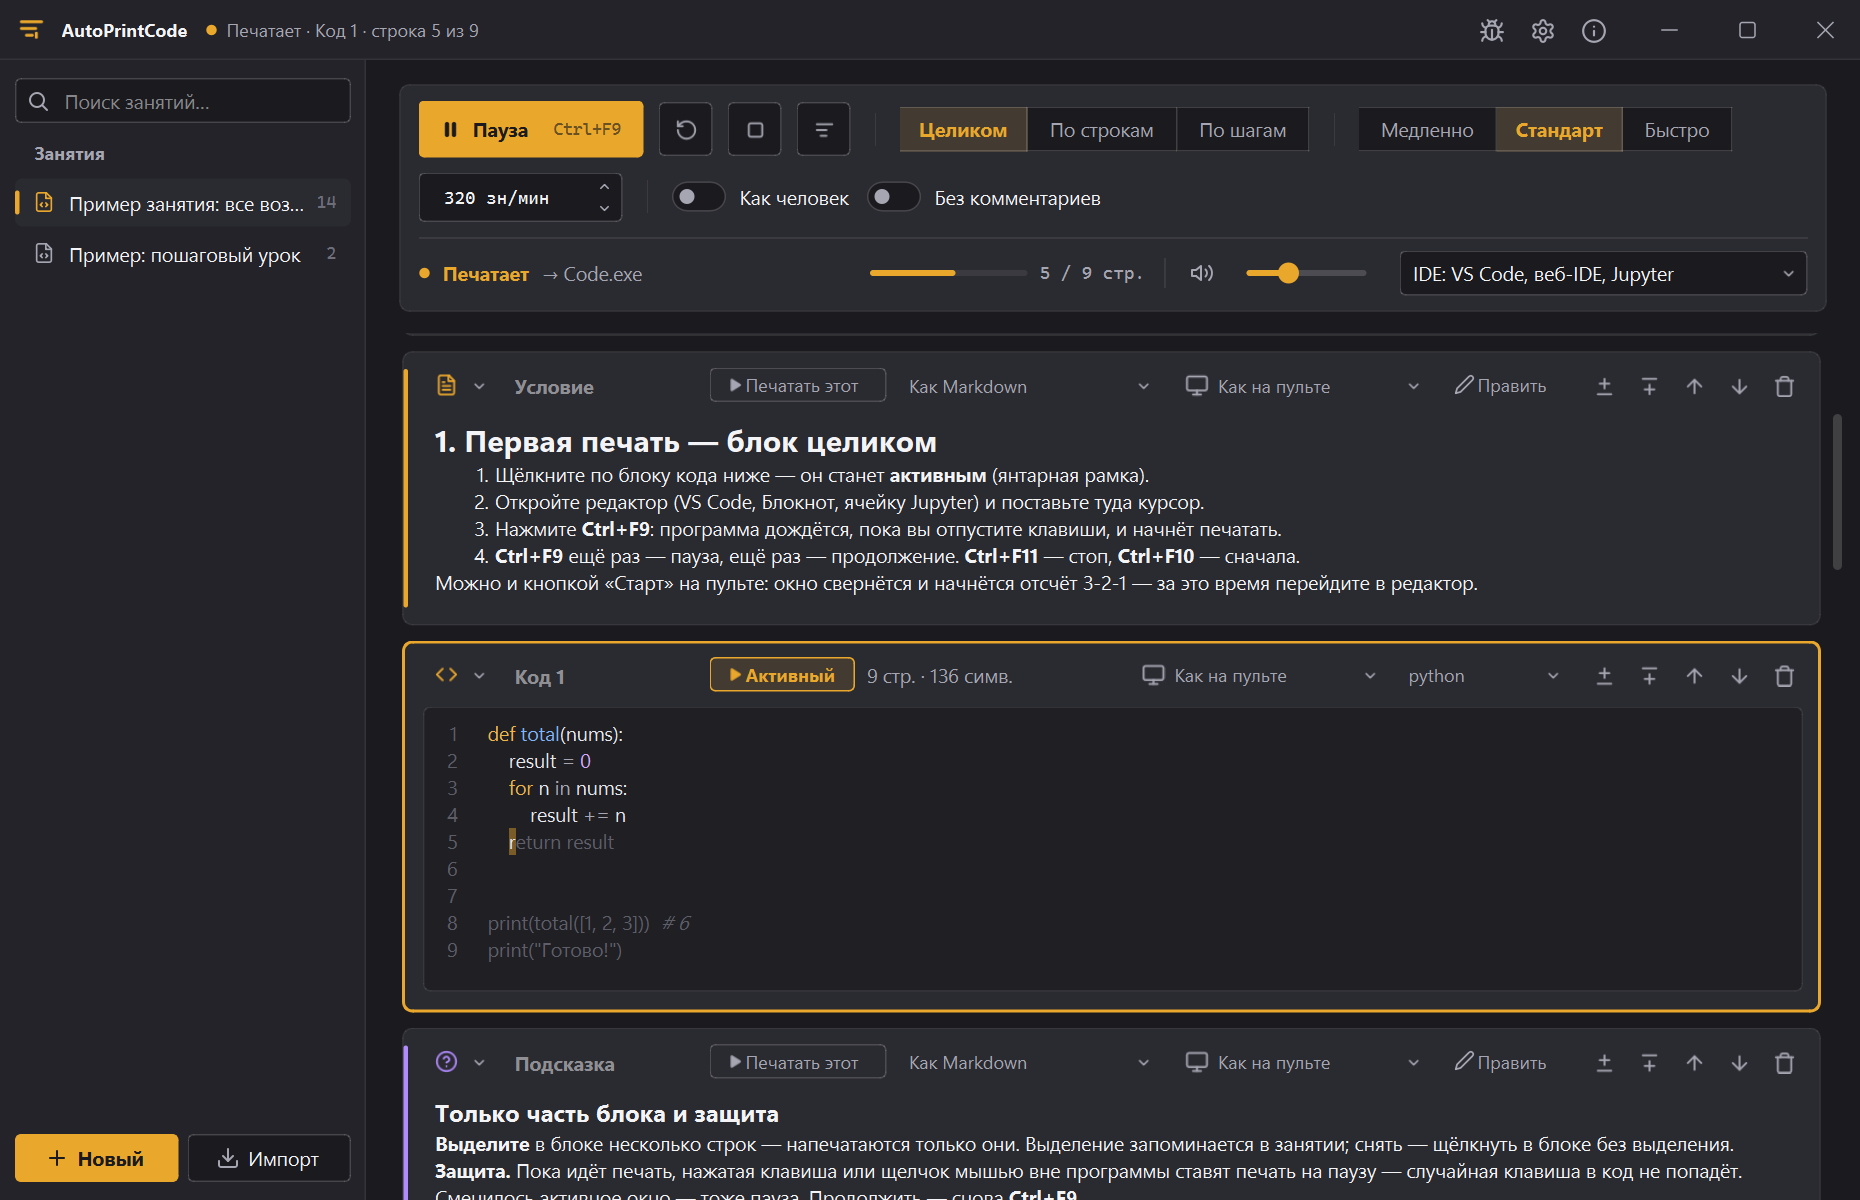 AutoPrintCode Печатает · Код 1 · строка 5 из 9
Поиск занятий...
Занятия
Пример занятия: все воз... 14
Пример: пошаговый урок 2
Новый Импорт
Пауза Ctrl+F9 Целиком По строкам По шагам Медленно Стандарт Быстро
320 зн/мин Как человек Без комментариев
Печатает → Code.exe 5 / 9 стр. IDE: VS Code, веб-IDE, Jupyter
Условие Печатать этот Как Markdown Как на пульте Править
1. Первая печать — блок целиком
1. Щёлкните по блоку кода ниже — он станет активным (янтарная рамка).
2. Откройте редактор (VS Code, Блокнот, ячейку Jupyter) и поставьте туда курсор.
3. Нажмите Ctrl+F9: программа дождётся, пока вы отпустите клавиши, и начнёт печатать.
4. Ctrl+F9 ещё раз — пауза, ещё раз — продолжение. Ctrl+F11 — стоп, Ctrl+F10 — сначала.
Можно и кнопкой «Старт» на пульте: окно свернётся и начнётся отсчёт 3-2-1 — за это время перейдите в редактор.
Код 1 Активный 9 стр. · 136 симв. Как на пульте python
1 def total(nums):
2 result = 0
3 for n in nums:
4 result += n
5 return result
6
7
8 print(total([1, 2, 3])) # 6
9 print("Готово!")
Подсказка Печатать этот Как Markdown Как на пульте Править
Только часть блока и защита
Выделите в блоке несколько строк — напечатаются только они. Выделение запоминается в занятии; снять — щёлкнуть в блоке без выделения.
Защита. Пока идёт печать, нажатая клавиша или щелчок мышью вне программы ставят печать на паузу — случайная клавиша в код не попадёт.
Сменилось активное окно — тоже пауза. Продолжить — снова Ctrl+F9.